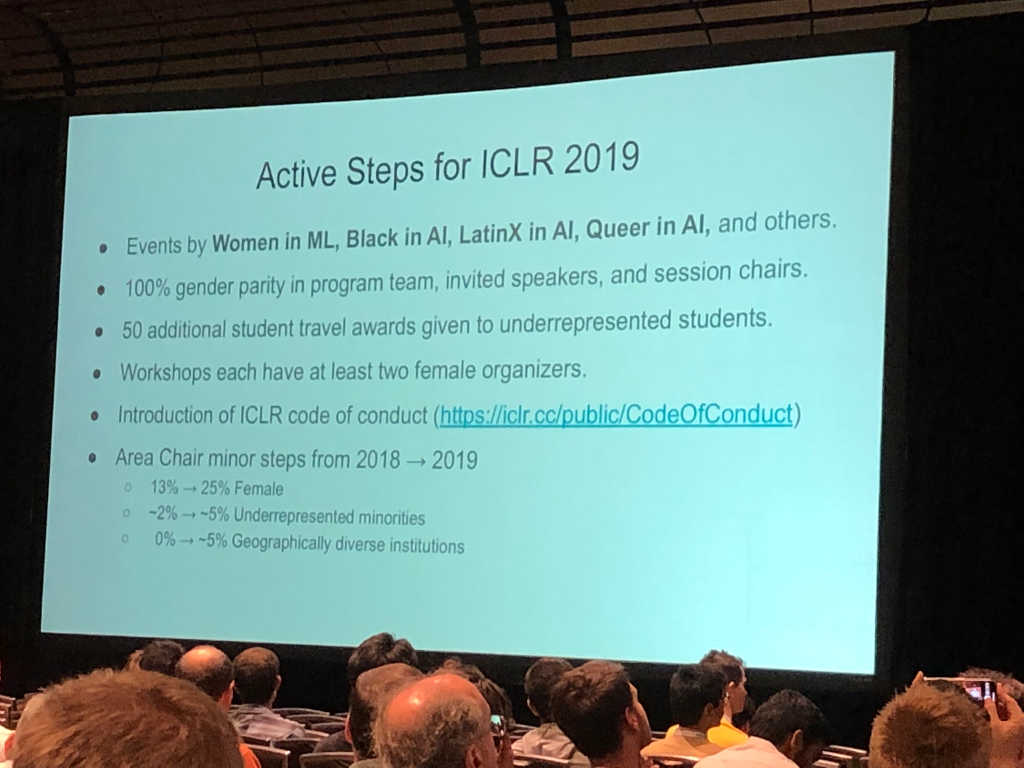 Active Steps for ICLR 2019
● Events by Women in ML, Black in AI, LatinX in AI, Queer in AI, and others.
● 100% gender parity in program team, invited speakers, and session chairs.
● 50 additional student travel awards given to underrepresented students.
● Workshops each have at least two female organizers.
● Introduction of ICLR code of conduct (https://iclr.cc/public/CodeOfConduct)
● Area Chair minor steps from 2018 → 2019
○ 13% → 25% Female
○ ~2% → ~5% Underrepresented minorities
○ 0% → ~5% Geographically diverse institutions